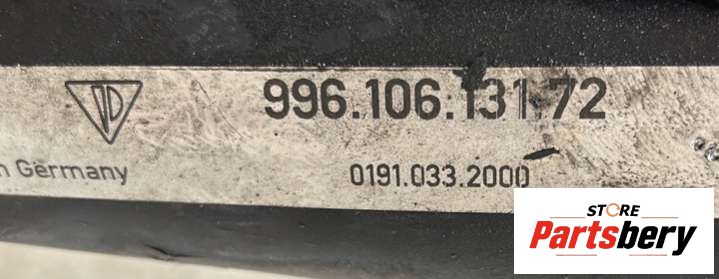 996.106.131.72
n Germany
0191.033.2000
STORE
Partsbery